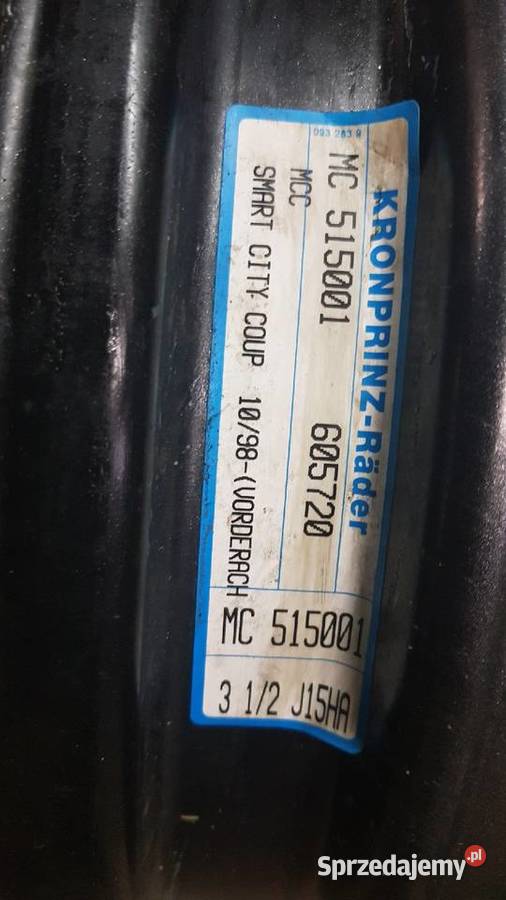 093 283 9
KRONPRINZ-Räder
MC 515001 605720
MCC
SMART CITY COUP 10/98-(VORDERACH
MC 515001
3 1/2 J15HA
Sprzedajemy.pl